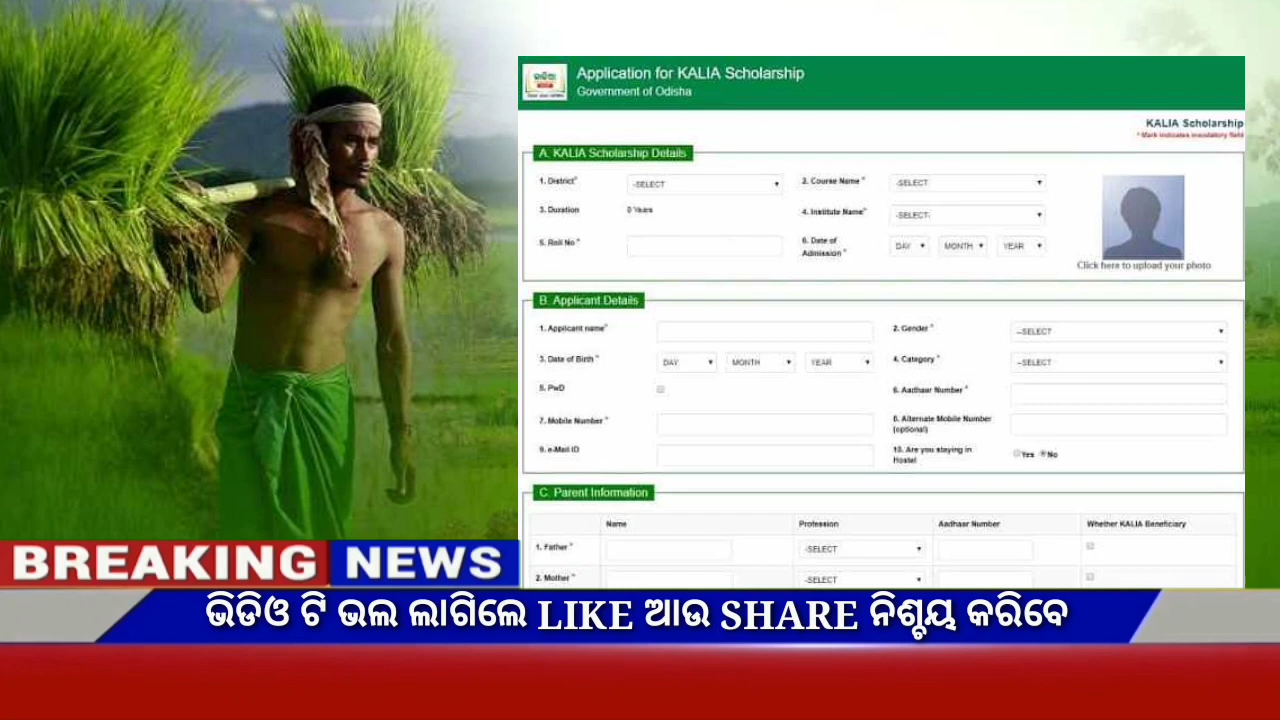 Application for KALIA Scholarship
Government of Odisha
KALIA Scholarship
* Mark indicates mandatory field
A. KALIA Scholarship Details
1. District* -SELECT 2. Course Name * -SELECT
3. Duration 0 Years 4. Institute Name* -SELECT-
5. Roll No * 6. Date of Admission * DAY MONTH YEAR
Click here to upload your photo
B. Applicant Details
1. Applicant name* 2. Gender * --SELECT
3. Date of Birth * DAY MONTH YEAR 4. Category * --SELECT
5. PwD 6. Aadhaar Number *
7. Mobile Number * 8. Alternate Mobile Number (optional)
9. e-Mail ID 10. Are you staying in Hostel Yes No
C. Parent Information
Name Profession Aadhaar Number Whether KALIA Beneficiary
1. Father * -SELECT
2. Mother * -SELECT
BREAKING NEWS
ଭିଡିଓ ଟି ଭଲ ଲାଗିଲେ LIKE ଆଉ SHARE ନିଶ୍ଚୟ କରିବେ